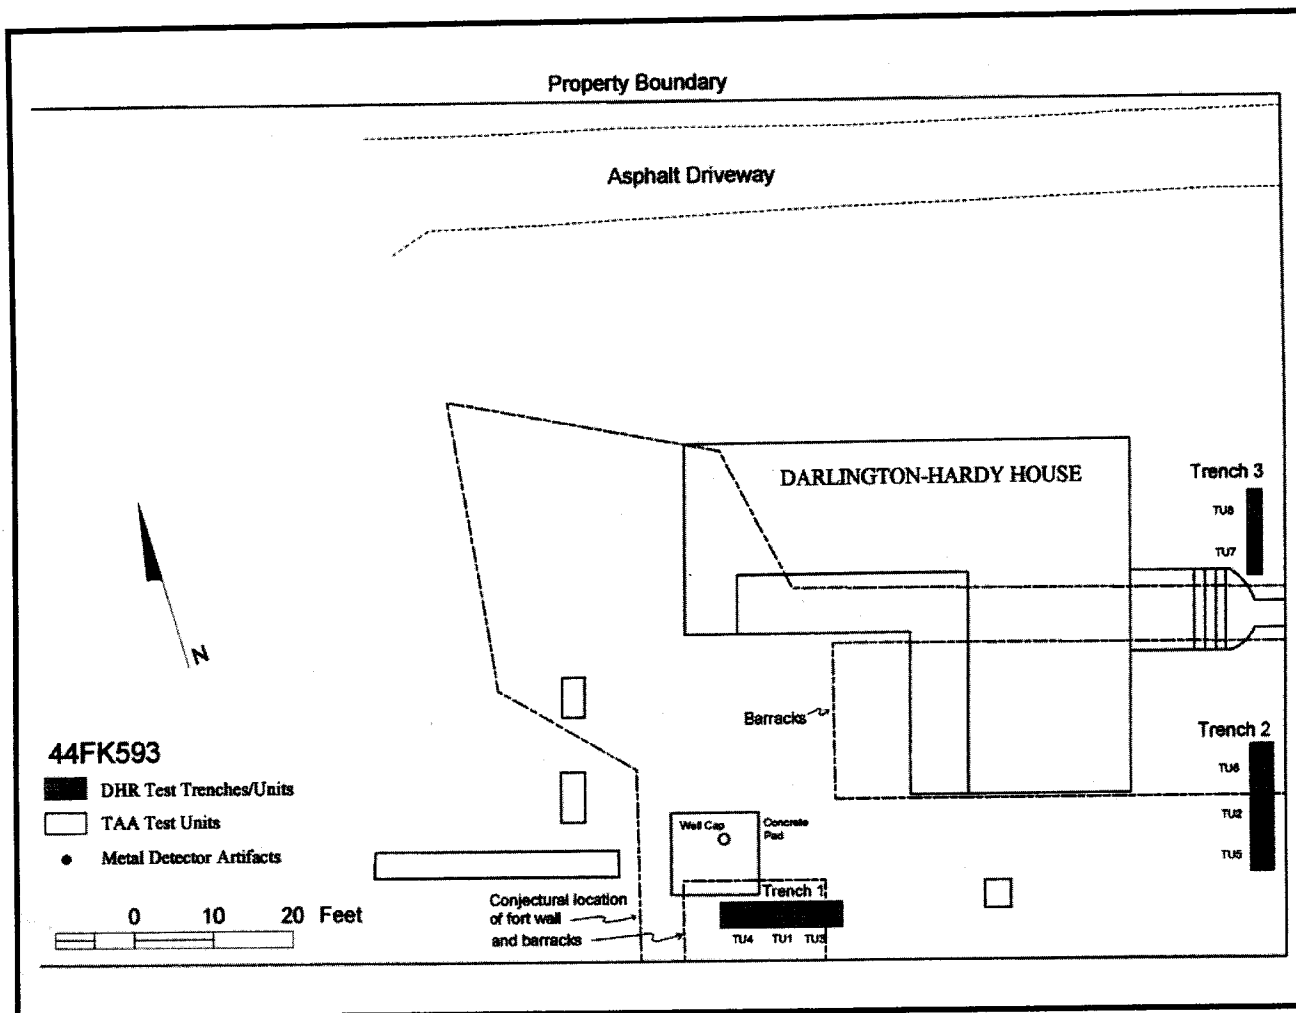 Property Boundary
Asphalt Driveway
DARLINGTON-HARDY HOUSE
Trench 3
TU8
TU7
N
Barracks
Trench 2
TU6
TU2
TU5
44FK593
DHR Test Trenches/Units
TAA Test Units
Metal Detector Artifacts
0 10 20 Feet
Well Cap
Concrete
Pad
Conjectural location
of fort wall
and barracks
Trench 1
TU4 TU1 TU3